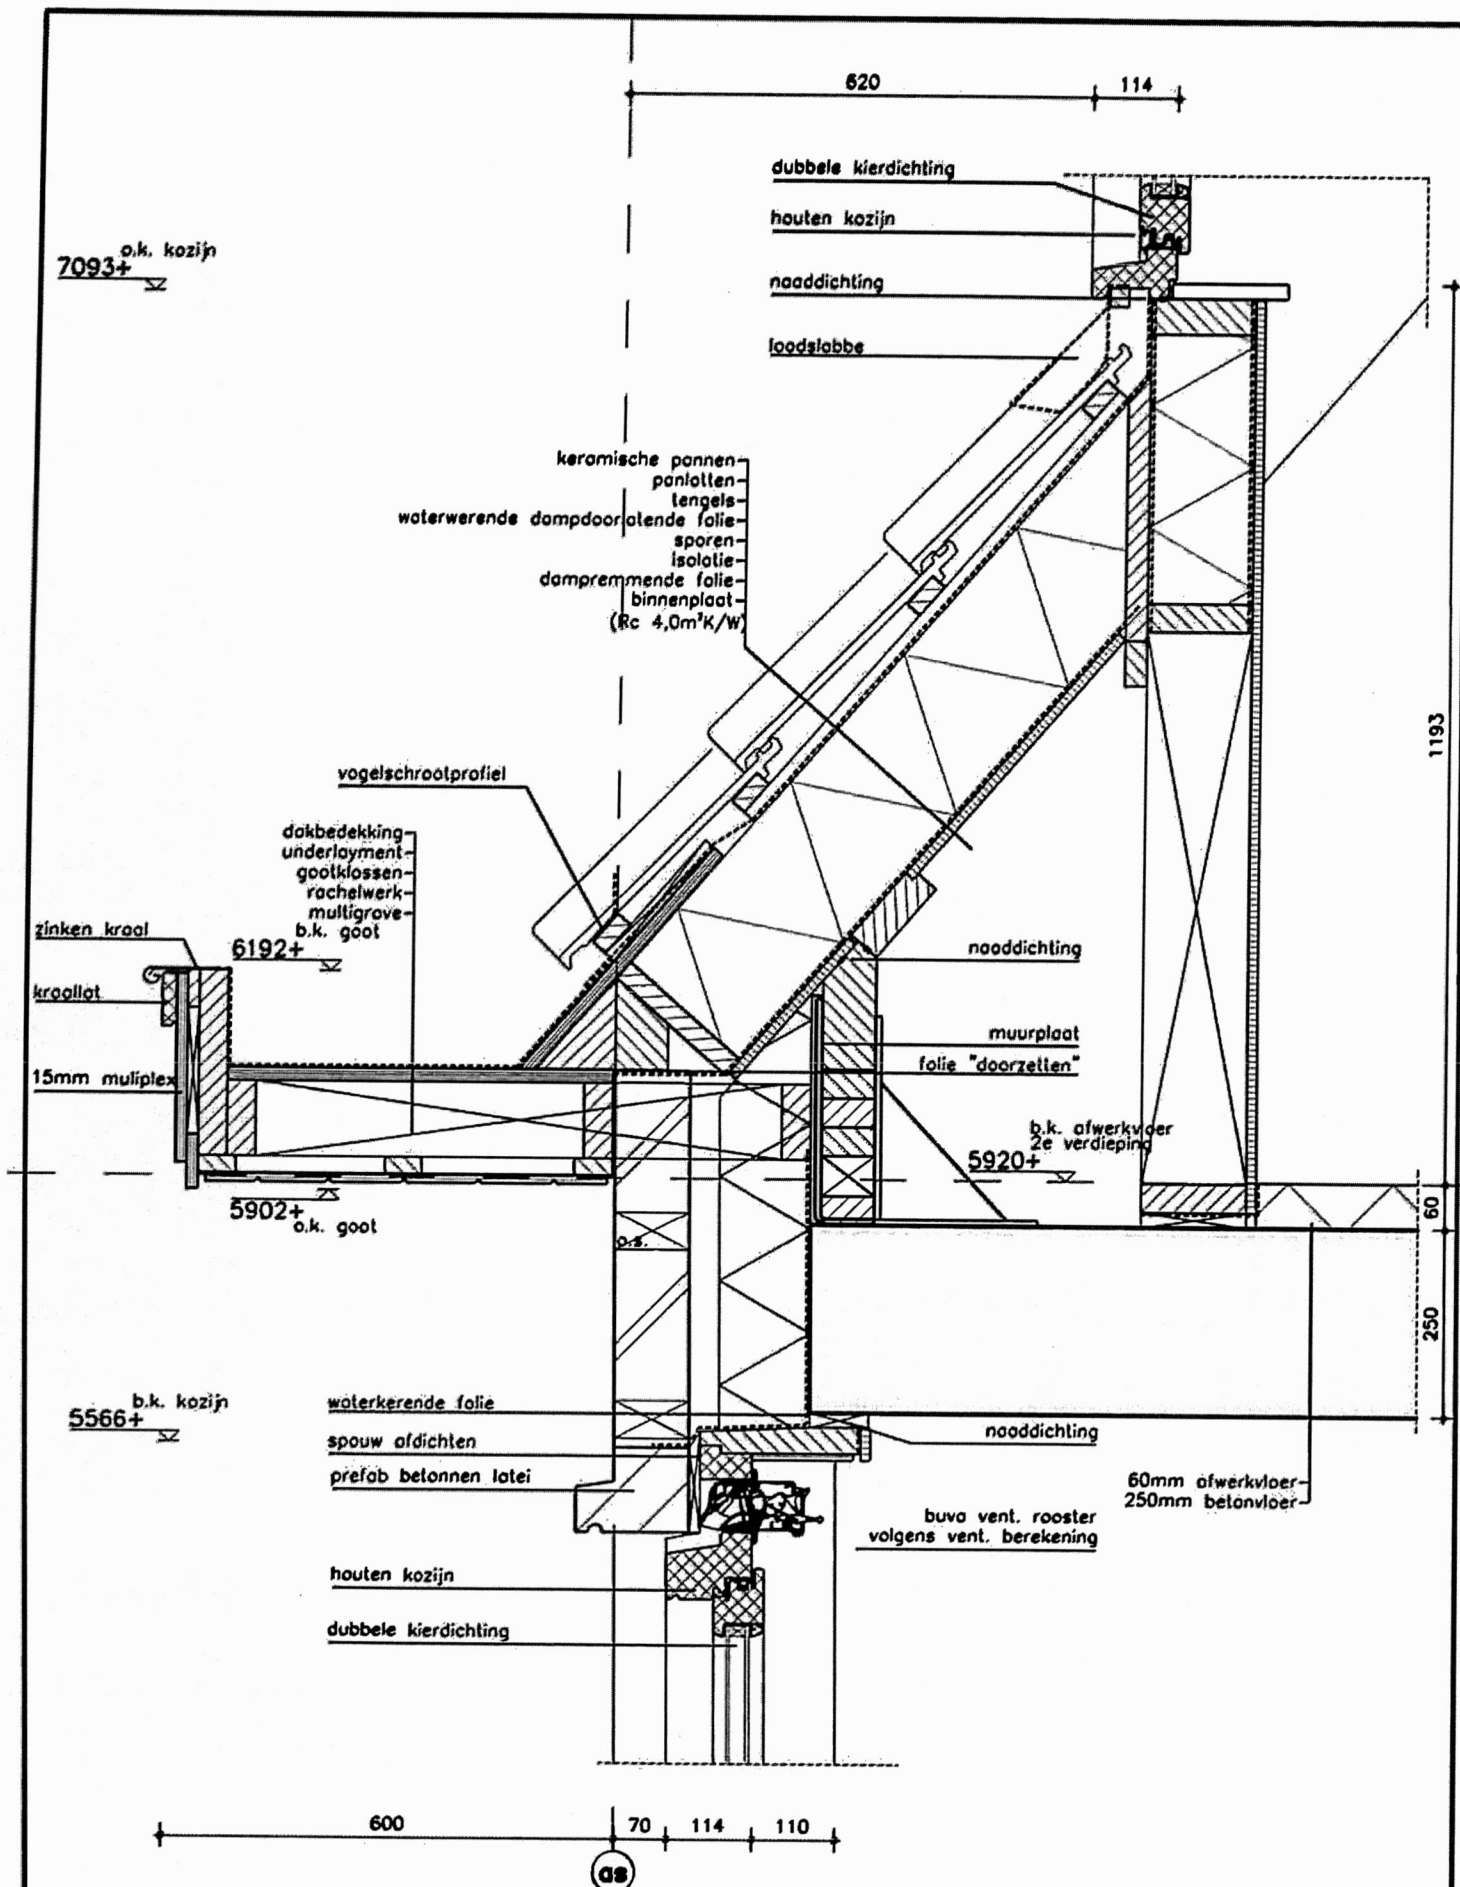 620
114
dubbele kierdichting
houten kozijn
naaddichting
loodslabbe
o.k. kozijn
7093+
keramische pannen
panlatten
tengels
waterwerende dampdoorlatende folie
sporen
isolatie
dampremmende folie
binnenplaat
(Rc 4,0m²K/W)
1193
vogelschrootprofiel
dakbedekking
underlayment
gootklossen
rachelwerk
multigrove
b.k. goot
6192+
zinken kraal
kraallat
15mm muliplex
naaddichting
muurplaat
folie "doorzetten"
b.k. afwerkvloer
2e verdieping
5920+
5902+
o.k. goot
60
o.s.
250
b.k. kozijn
5566+
waterkerende folie
spouw afdichten
prefab betonnen latei
naaddichting
60mm afwerkvloer
250mm betonvloer
buva vent. rooster
volgens vent. berekening
houten kozijn
dubbele kierdichting
600
70
114
110
as